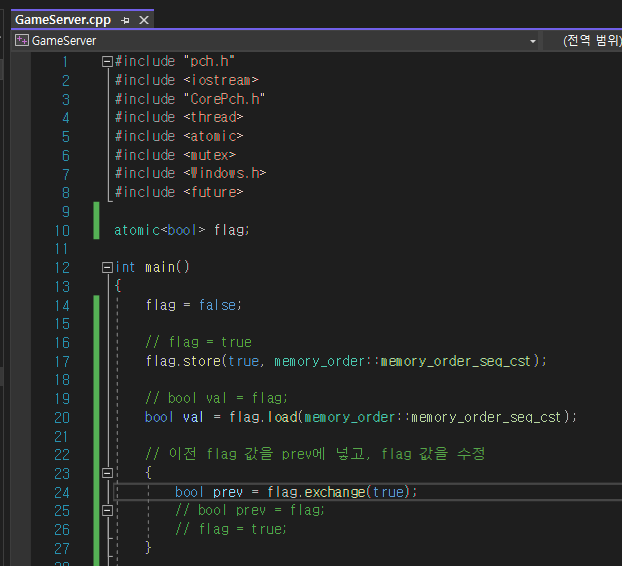 GameServer.cpp
GameServer (전역 범위)
1 #include "pch.h"
2 #include <iostream>
3 #include "CorePch.h"
4 #include <thread>
5 #include <atomic>
6 #include <mutex>
7 #include <Windows.h>
8 #include <future>
9
10 atomic<bool> flag;
11
12 int main()
13 {
14 flag = false;
15
16 // flag = true
17 flag.store(true, memory_order::memory_order_seq_cst);
18
19 // bool val = flag;
20 bool val = flag.load(memory_order::memory_order_seq_cst);
21
22 // 이전 flag 값을 prev에 넣고, flag 값을 수정
23 {
24 bool prev = flag.exchange(true);
25 // bool prev = flag;
26 // flag = true;
27 }